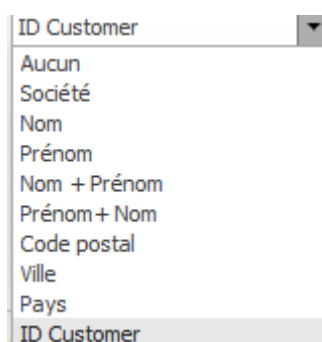 ID Customer
Aucun
Société
Nom
Prénom
Nom + Prénom
Prénom+ Nom
Code postal
Ville
Pays
ID Customer